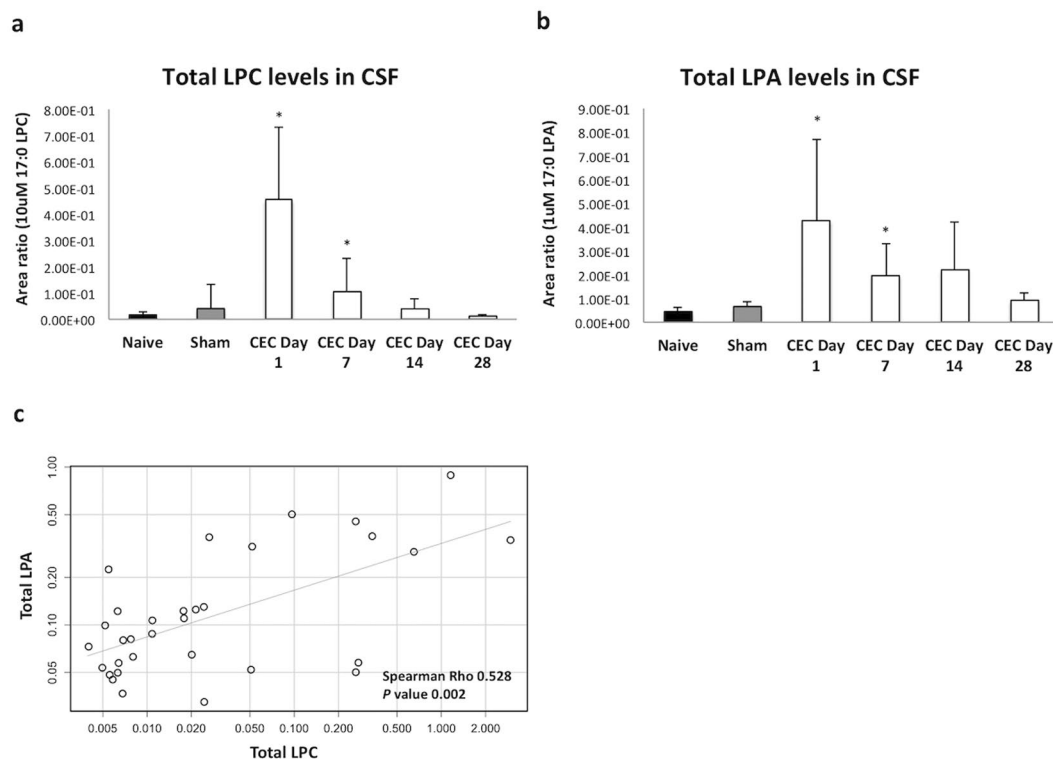 a
Total LPC levels in CSF
Area ratio (10uM 17:0 LPC)
8.00E-01
7.00E-01
6.00E-01
5.00E-01
4.00E-01
3.00E-01
2.00E-01
1.00E-01
0.00E+00
*
*
Naive Sham CEC Day 1 CEC Day 7 CEC Day 14 CEC Day 28
b
Total LPA levels in CSF
Area ratio (1uM 17:0 LPA)
9.00E-01
8.00E-01
7.00E-01
6.00E-01
5.00E-01
4.00E-01
3.00E-01
2.00E-01
1.00E-01
0.00E+00
*
*
Naive Sham CEC Day 1 CEC Day 7 CEC Day 14 CEC Day 28
c
Total LPA
1.00
0.50
0.20
0.10
0.05
Spearman Rho 0.528
P value 0.002
0.005 0.010 0.020 0.050 0.100 0.200 0.500 1.000 2.000
Total LPC